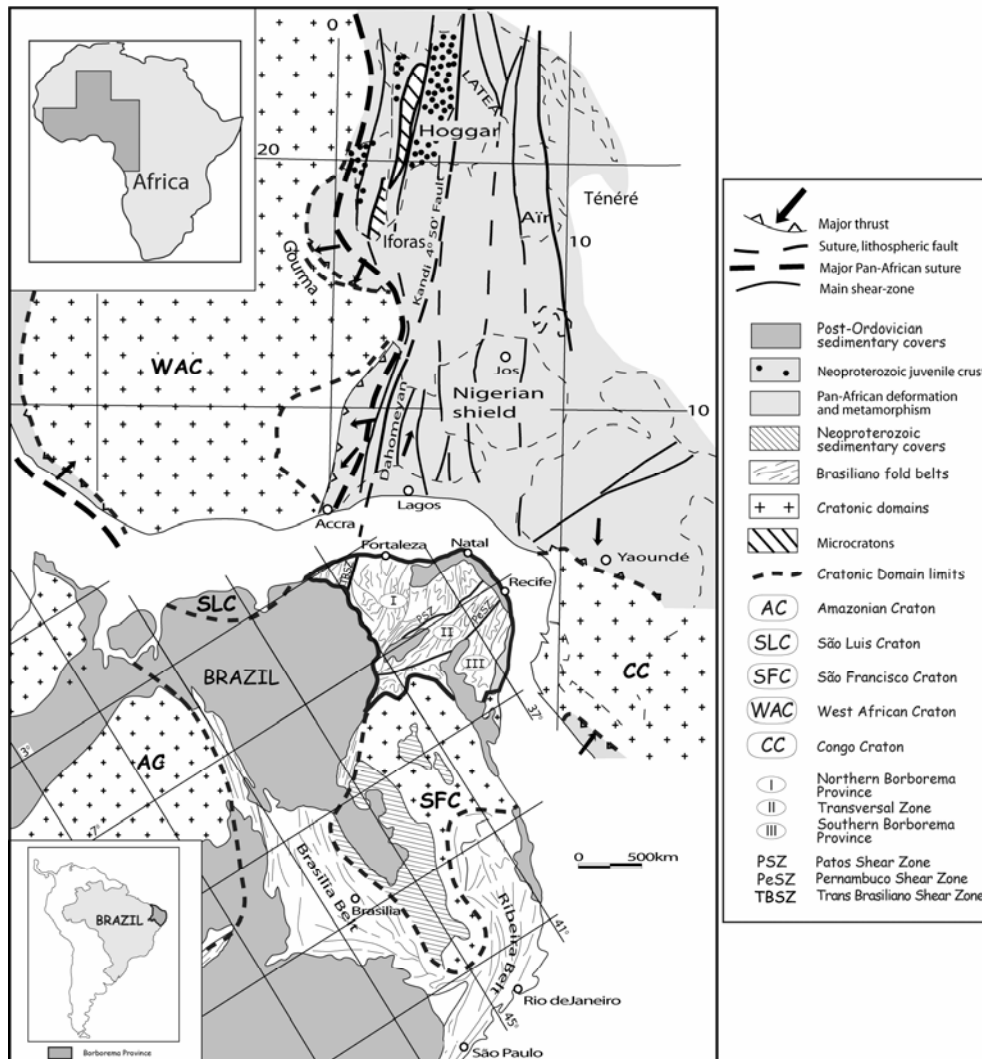 0
Africa
LATEA
Hoggar
20
Ténéré
Aïr
Iforas
Kandi 4° 50' Fault
10
Gourma
WAC
Jos
Nigerian
shield
10
Dahomeyan
Lagos
Accra
Yaoundé
Fortaleza
Natal
Recife
TBSZ
SLC
I
PSZ
PeSZ
II
III
BRAZIL
CC
37°
3°
AC
7°
SFC
0 500km
Brasilia Belt
Brasilia
Ribeira Belt
41°
Rio deJaneiro
45°
São Paulo
BRAZIL
Borborema Province
Major thrust
Suture, lithospheric fault
Major Pan-African suture
Main shear-zone
Post-Ordovician
sedimentary covers
Neoproterozoic juvenile crust
Pan-African deformation
and metamorphism
Neoproterozoic
sedimentary covers
Brasiliano fold belts
Cratonic domains
Microcratons
Cratonic Domain limits
AC Amazonian Craton
SLC São Luis Craton
SFC São Francisco Craton
WAC West African Craton
CC Congo Craton
I Northern Borborema
Province
II Transversal Zone
III Southern Borborema
Province
PSZ Patos Shear Zone
PeSZ Pernambuco Shear Zone
TBSZ Trans Brasiliano Shear Zone